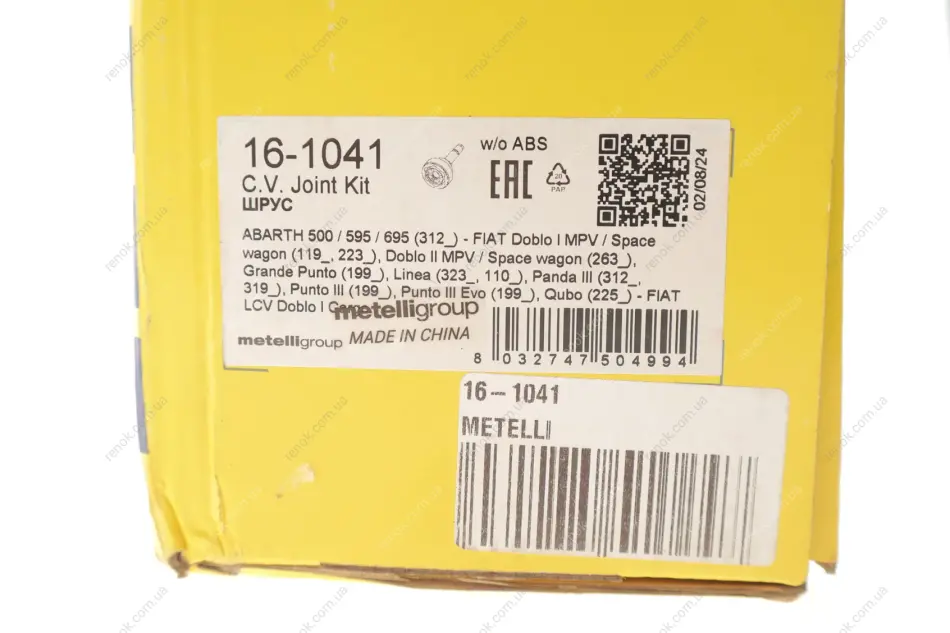 16-1041
C.V. Joint Kit
ШРУС
w/o ABS
EAC
20
PAP
02/08/24
ABARTH 500 / 595 / 695 (312_) - FIAT Doblo I MPV / Space
wagon (119_, 223_), Doblo II MPV / Space wagon (263_),
Grande Punto (199_), Linea (323_, 110_), Panda III (312_,
319_), Punto III (199_), Punto III Evo (199_), Qubo (225_) - FIAT
LCV Doblo I
metelligroup
metelligroup MADE IN CHINA
8 032747 504994
16-1041
METELLI
renok.com.ua